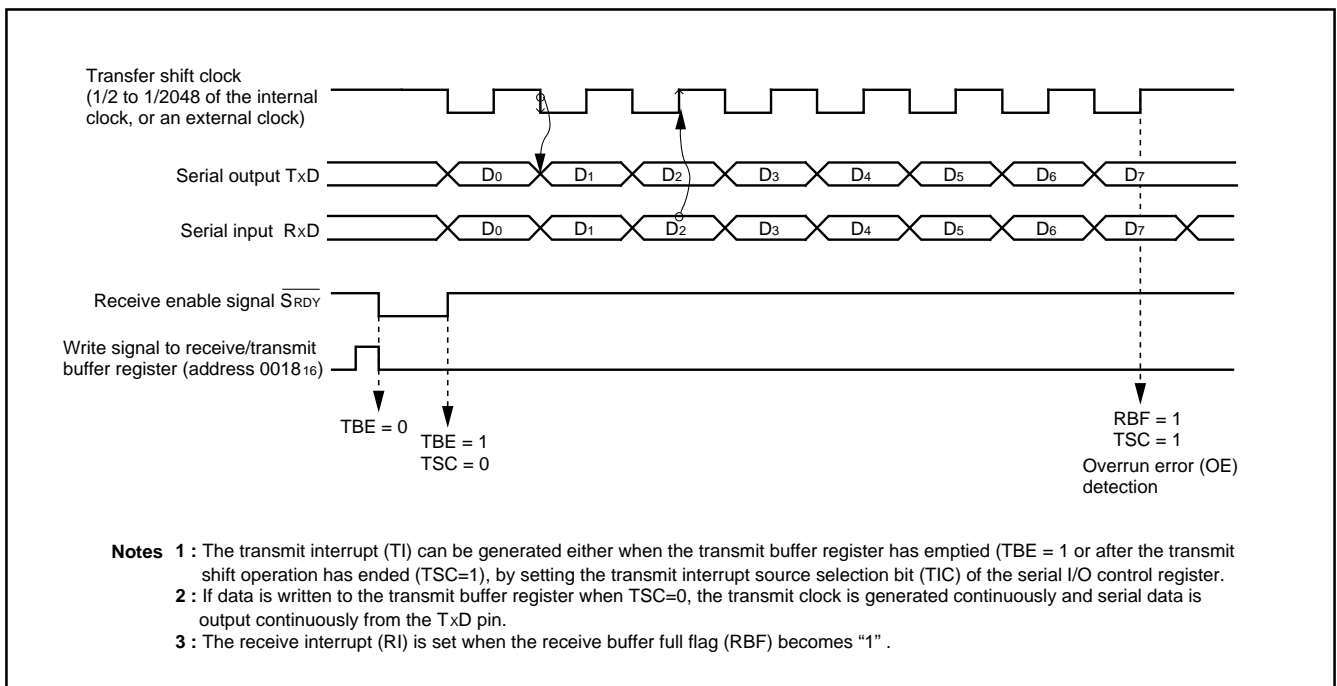 Transfer shift clock
(1/2 to 1/2048 of the internal
clock, or an external clock)
Serial output TxD
D0 D1 D2 D3 D4 D5 D6 D7
Serial input RxD
D0 D1 D2 D3 D4 D5 D6 D7
Receive enable signal SRDY
Write signal to receive/transmit
buffer register (address 001816)
TBE = 0
TBE = 1
TSC = 0
RBF = 1
TSC = 1
Overrun error (OE)
detection
Notes 1 : The transmit interrupt (TI) can be generated either when the transmit buffer register has emptied (TBE = 1 or after the transmit
shift operation has ended (TSC=1), by setting the transmit interrupt source selection bit (TIC) of the serial I/O control register.
2 : If data is written to the transmit buffer register when TSC=0, the transmit clock is generated continuously and serial data is
output continuously from the TxD pin.
3 : The receive interrupt (RI) is set when the receive buffer full flag (RBF) becomes “1” .